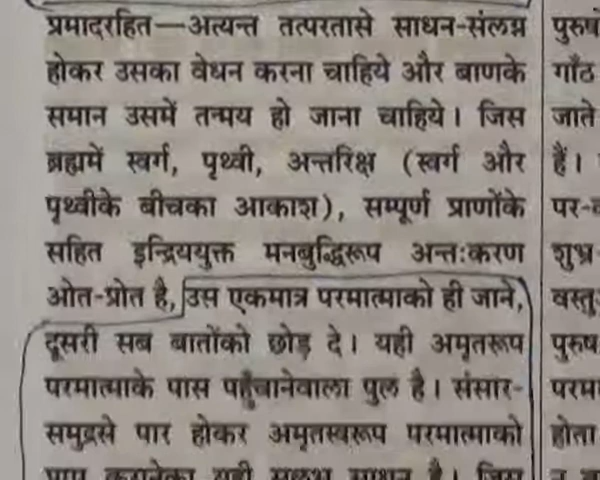 प्रमादरहित—अत्यन्त तत्परतासे साधन-संलग्न
होकर उसका वेधन करना चाहिये और बाणके
समान उसमें तन्मय हो जाना चाहिये। जिस
ब्रह्ममें स्वर्ग, पृथ्वी, अन्तरिक्ष (स्वर्ग और
पृथ्वीके बीचका आकाश), सम्पूर्ण प्राणोंके
सहित इन्द्रिययुक्त मनबुद्धिरूप अन्तःकरण
ओत-प्रोत है, उस एकमात्र परमात्माको ही जाने,
दूसरी सब बातोंको छोड़ दे। यही अमृतरूप
परमात्माके पास पहुँचानेवाला पुल है। संसार-
समुद्रसे पार होकर अमृतस्वरूप परमात्माको
गाँठ
जाते
हैं।
पर-
शुभ्र
वस्तु
पुरुष
होता